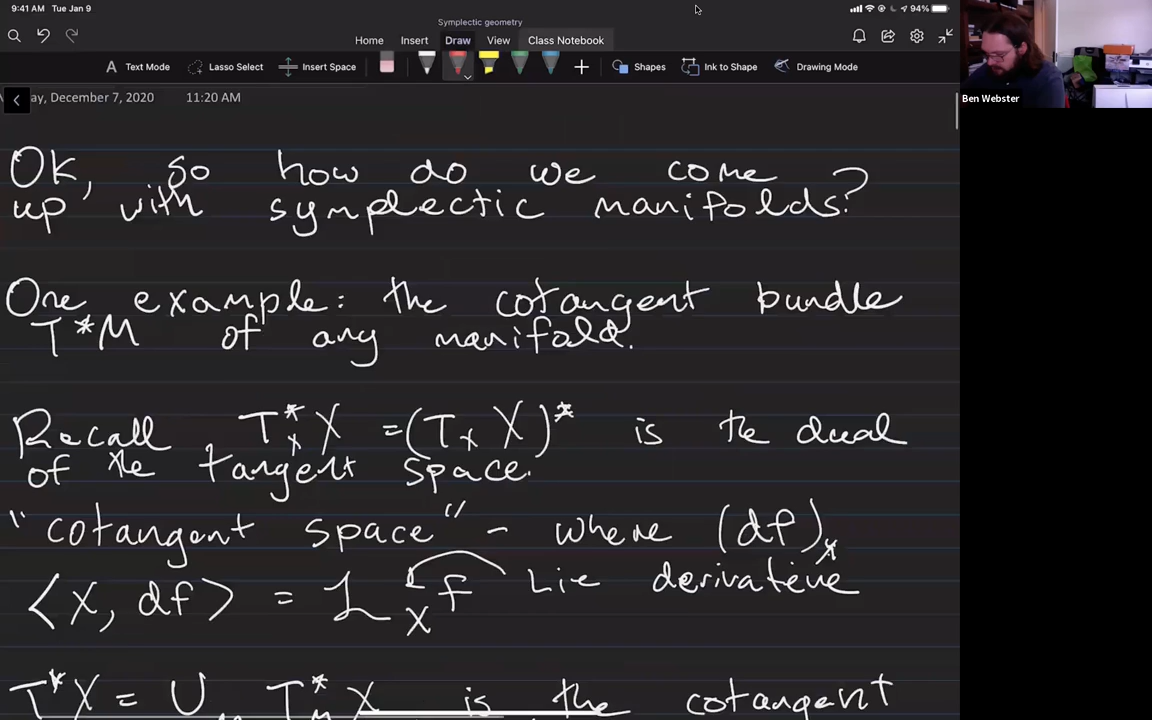 9:41 AM Tue Jan 9
94%
Symplectic geometry
Home Insert Draw View Class Notebook
Text Mode Lasso Select Insert Space Shapes Ink to Shape Drawing Mode
Ben Webster
ay, December 7, 2020 11:20 AM
Ok, so how do we come
up with symplectic manifolds?
One example: the cotangent bundle
T*M of any manifold.
Recall T*ₓX = (TₓX)* is the dual
of the tangent space.
"cotangent space" - where (df)ₓ
⟨X, df⟩ = ℒ_X f Lie derivative
T*X = ∪ T*ₘX is the cotangent